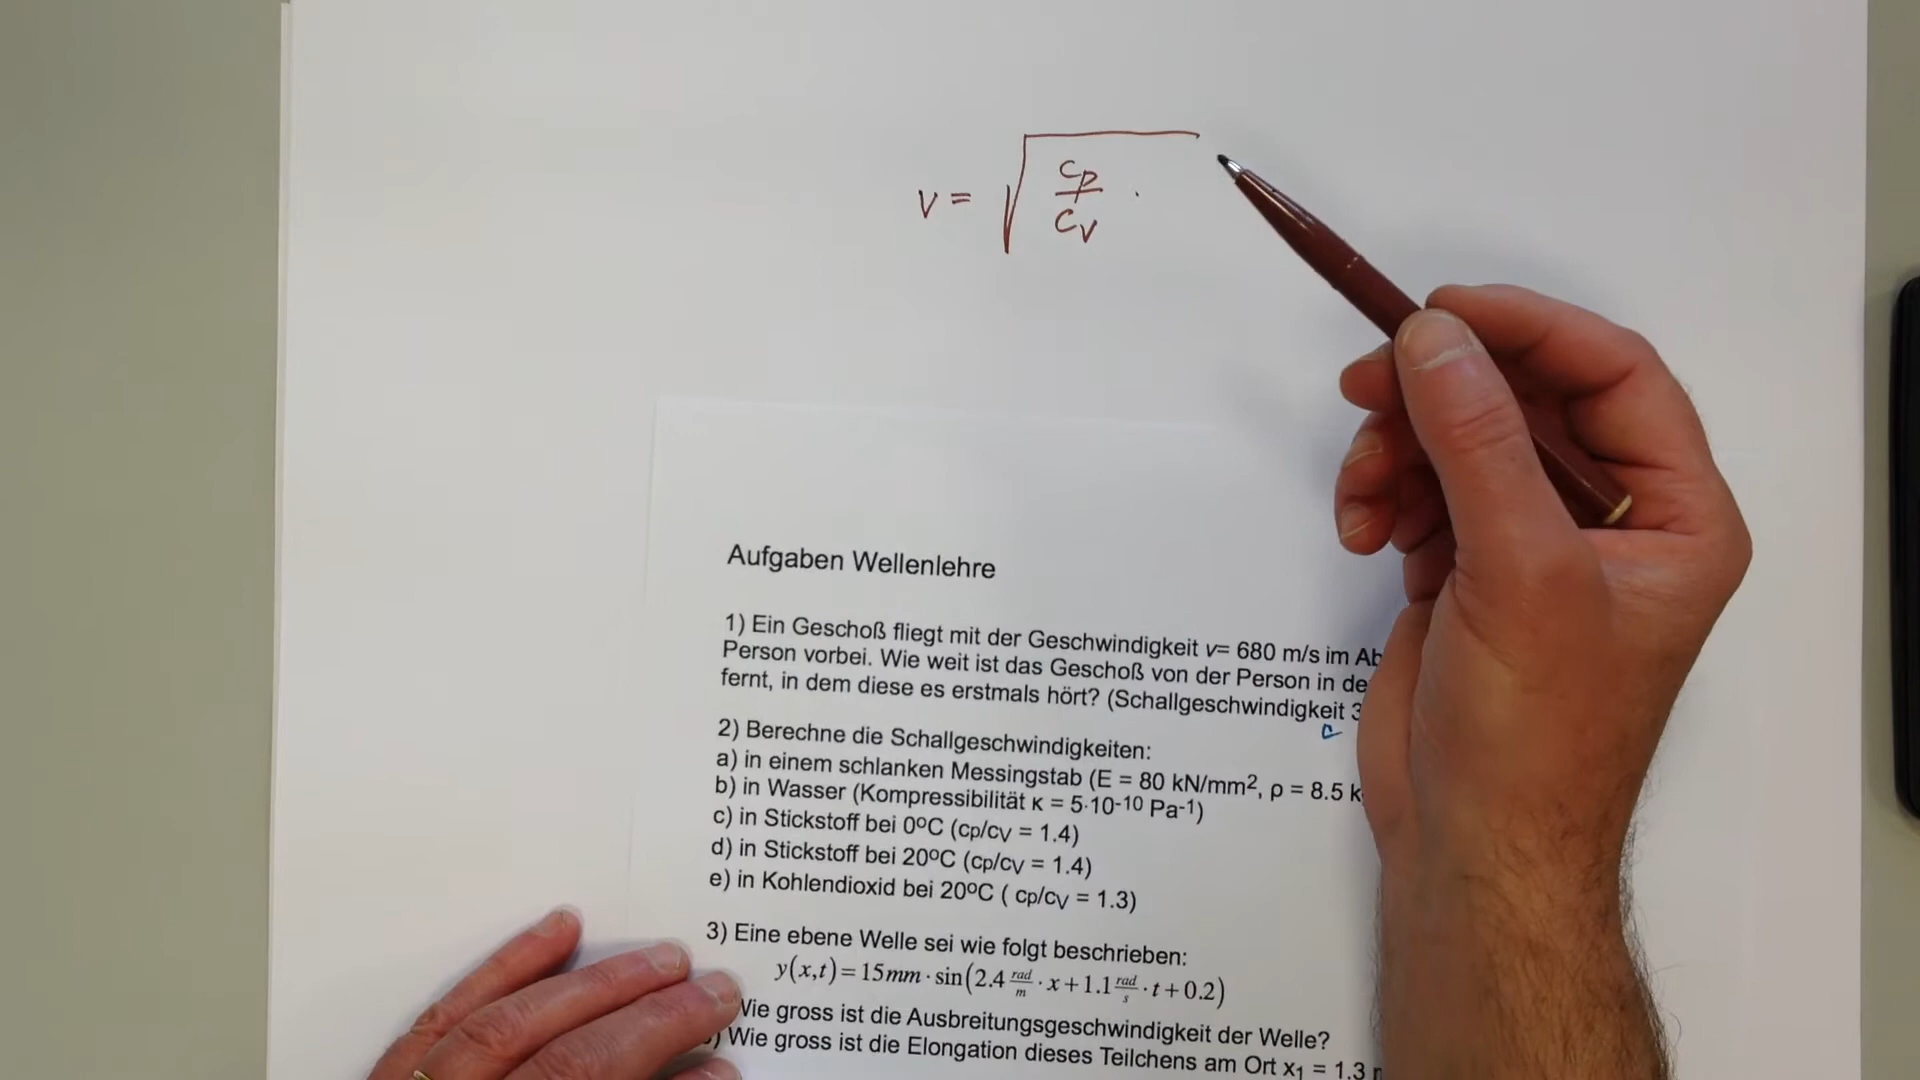 v = √ cp/cv ·
Aufgaben Wellenlehre
1) Ein Geschoß fliegt mit der Geschwindigkeit v= 680 m/s im
Person vorbei. Wie weit ist das Geschoß von der Person in
fernt, in dem diese es erstmals hört? (Schallgeschwindigkeit 3
c
2) Berechne die Schallgeschwindigkeiten:
a) in einem schlanken Messingstab (E = 80 kN/mm², ρ = 8.5
b) in Wasser (Kompressibilität κ = 5·10⁻¹⁰ Pa⁻¹)
c) in Stickstoff bei 0ºC (cp/cv = 1.4)
d) in Stickstoff bei 20ºC (cp/cv = 1.4)
e) in Kohlendioxid bei 20ºC ( cp/cv = 1.3)
3) Eine ebene Welle sei wie folgt beschrieben:
y(x,t)=15mm·sin(2.4 rad/m ·x+1.1 rad/s ·t+0.2)
Wie gross ist die Ausbreitungsgeschwindigkeit der Welle?
) Wie gross ist die Elongation dieses Teilchens am Ort x₁ = 1.3